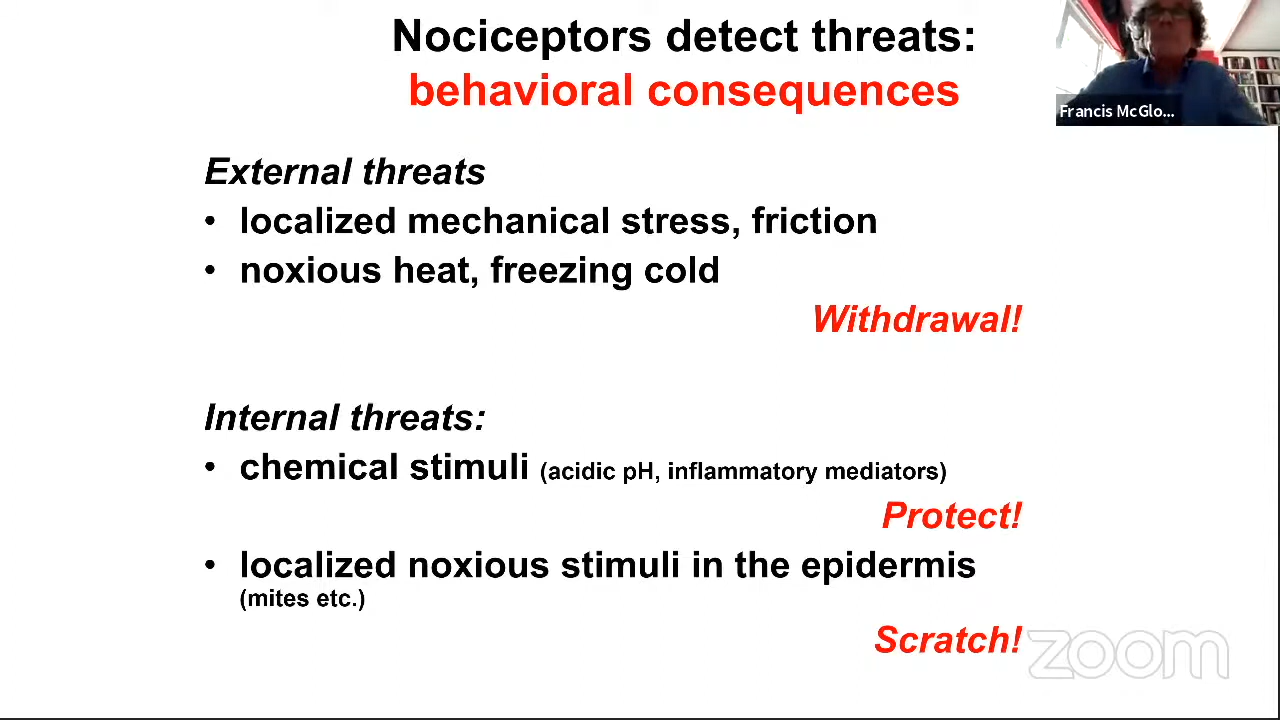 Nociceptors detect threats:
behavioral consequences
Francis McGlo...
External threats
• localized mechanical stress, friction
• noxious heat, freezing cold
Withdrawal!
Internal threats:
• chemical stimuli (acidic pH, inflammatory mediators)
Protect!
• localized noxious stimuli in the epidermis
(mites etc.)
Scratch!
zoom